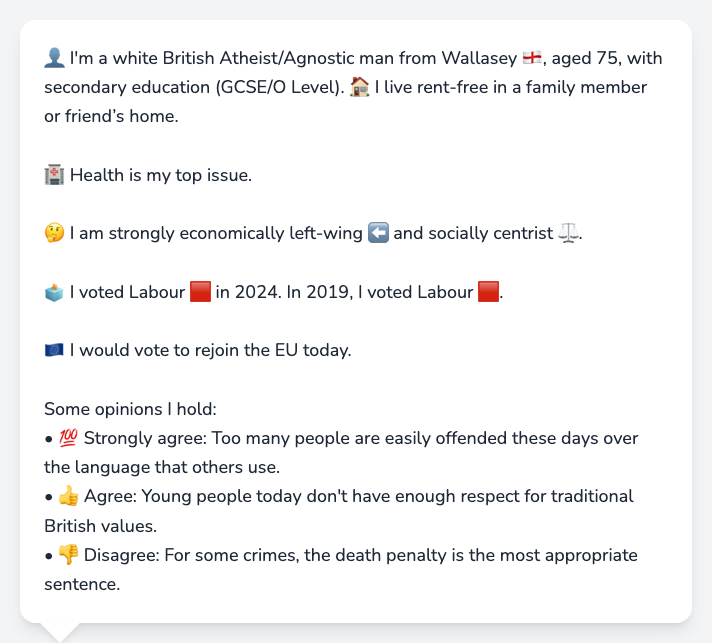 👤 I'm a white British Atheist/Agnostic man from Wallasey 🏴󠁧󠁢󠁥󠁮󠁧󠁿, aged 75, with
secondary education (GCSE/O Level). 🏠 I live rent-free in a family member
or friend’s home.
🏥 Health is my top issue.
🤔 I am strongly economically left-wing ⬅️ and socially centrist ⚖️.
🗳️ I voted Labour 🟥 in 2024. In 2019, I voted Labour 🟥.
🇪🇺 I would vote to rejoin the EU today.
Some opinions I hold:
• 💯 Strongly agree: Too many people are easily offended these days over
the language that others use.
• 👍 Agree: Young people today don't have enough respect for traditional
British values.
• 👎 Disagree: For some crimes, the death penalty is the most appropriate
sentence.